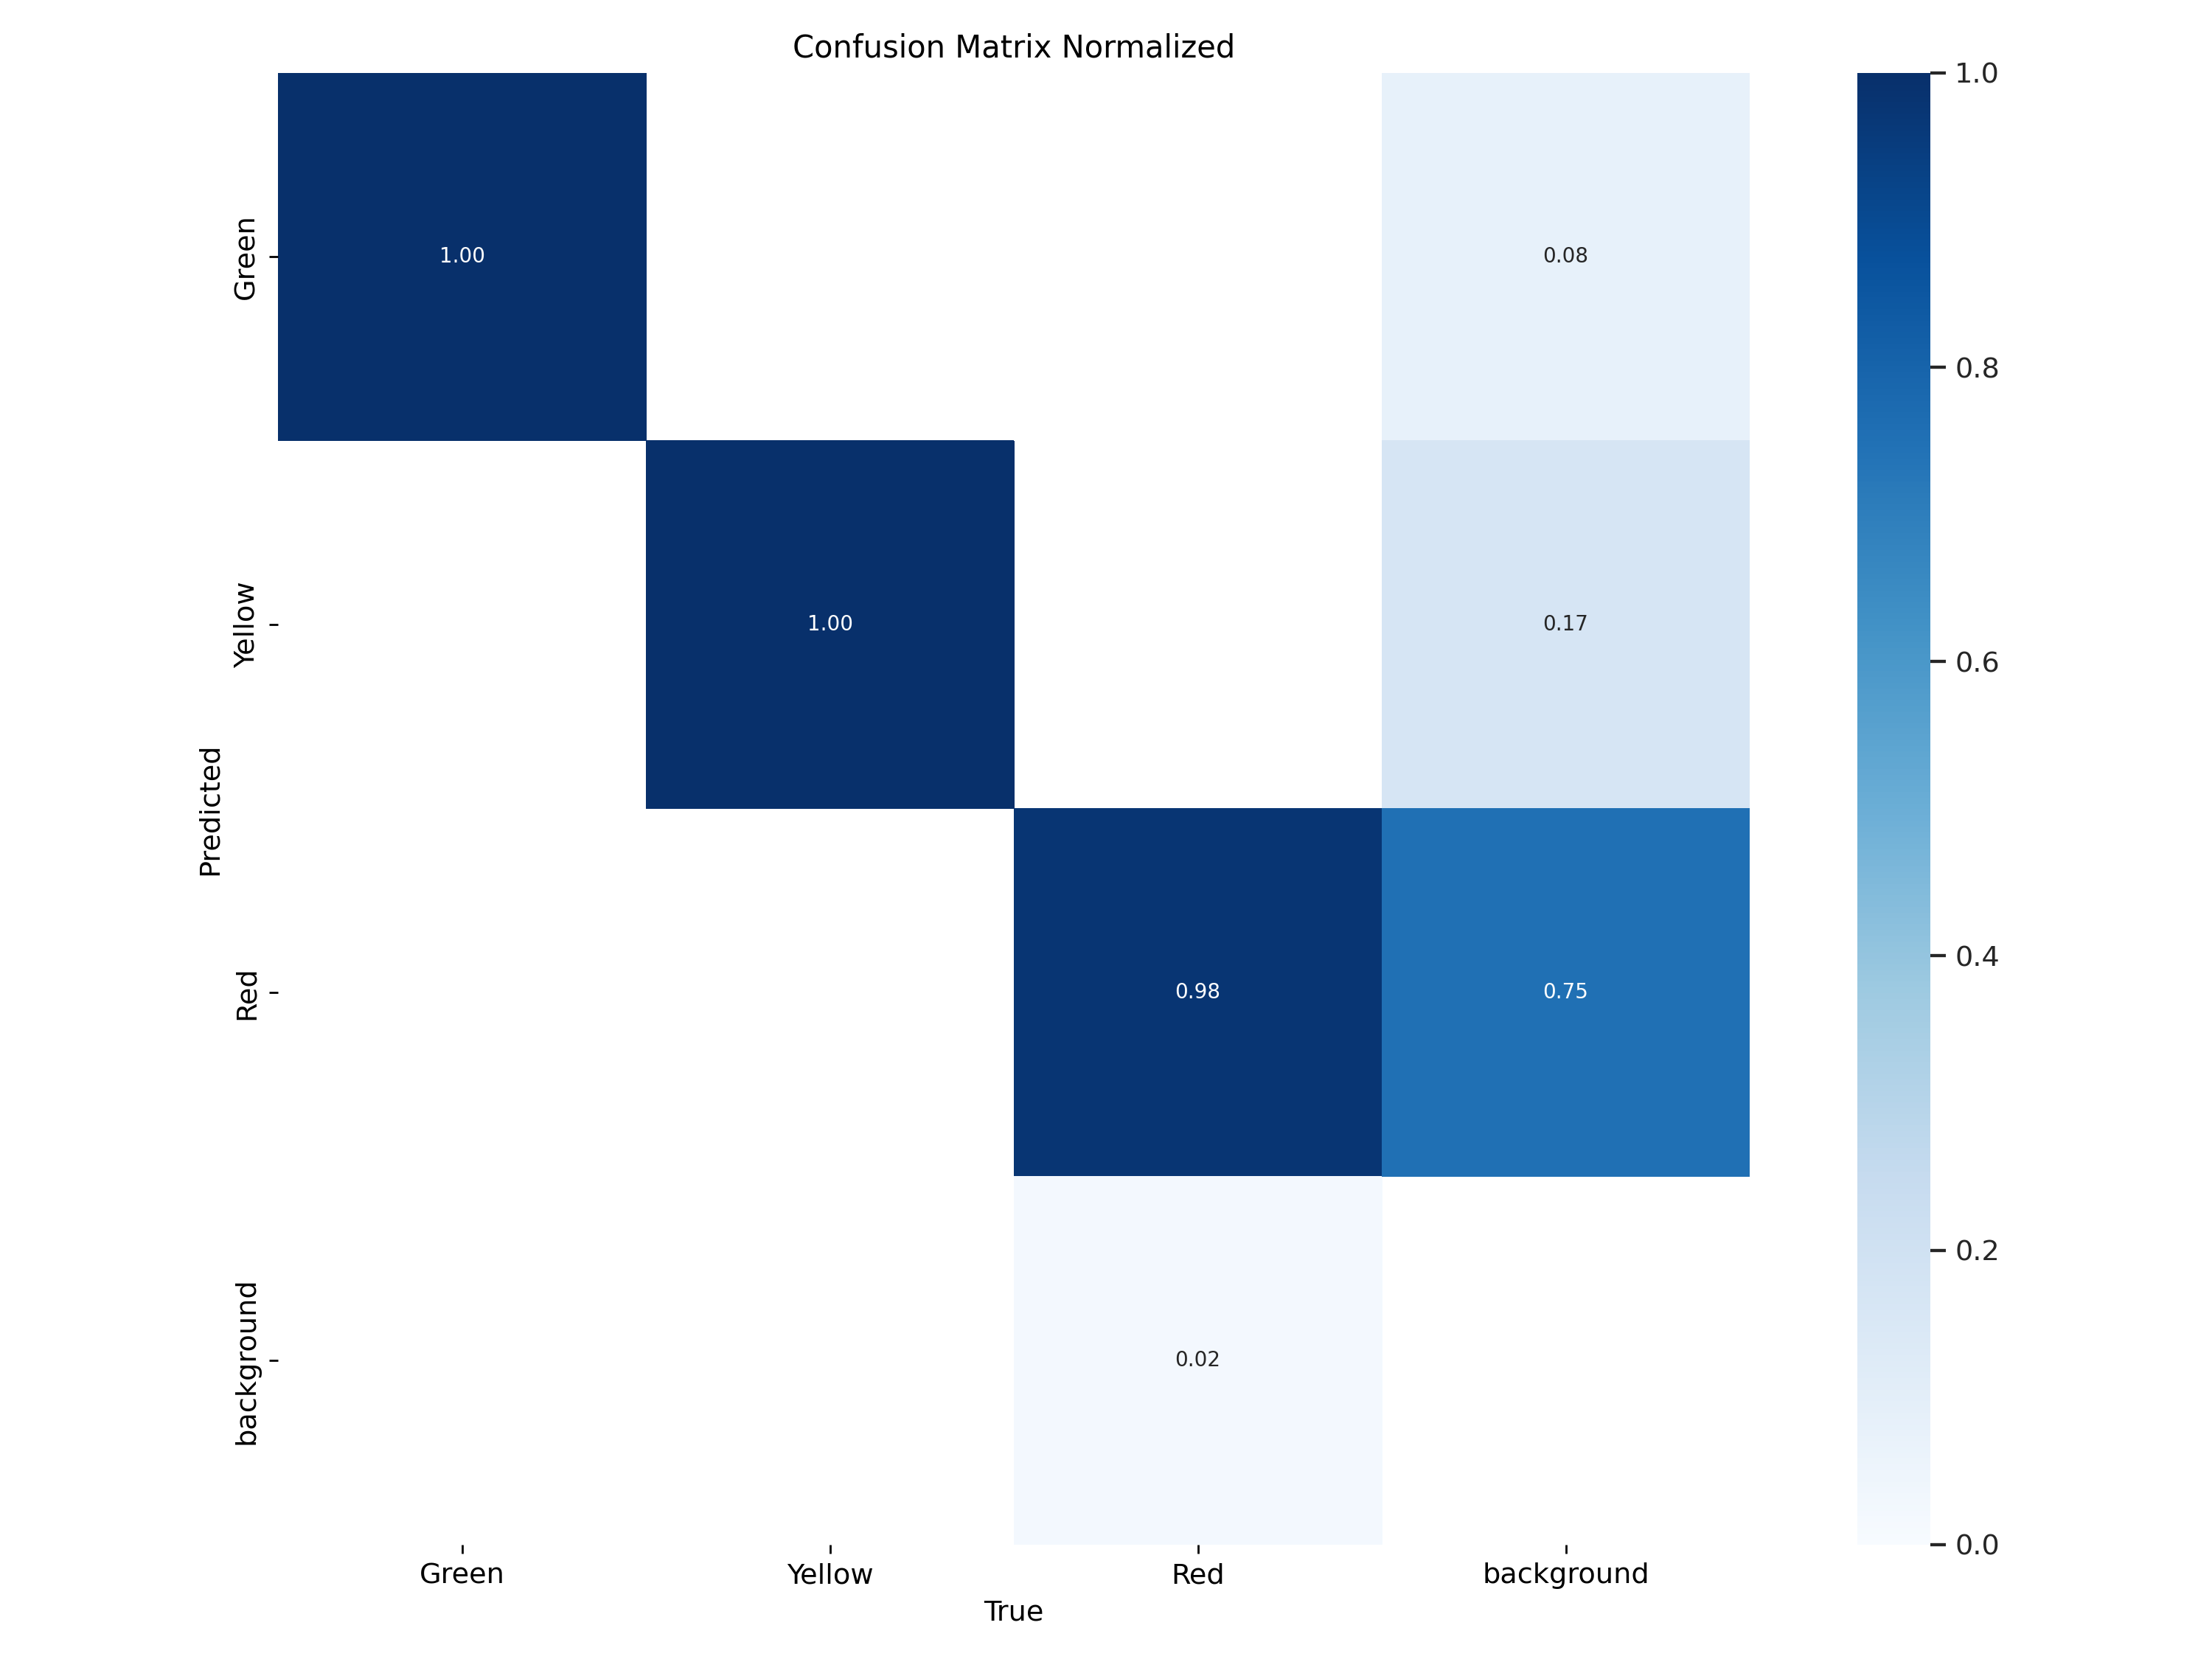 Confusion Matrix Normalized
Green
Yellow
Red
background
Predicted
1.00
0.08
1.00
0.17
0.98
0.75
0.02
Green
Yellow
Red
background
True
1.0
0.8
0.6
0.4
0.2
0.0